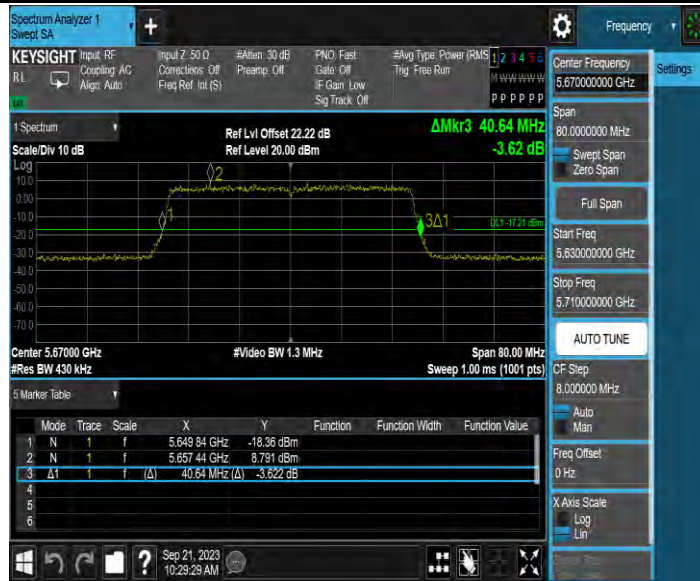 Spectrum Analyzer 1
Swept SA
+
Frequency
KEYSIGHT
Input: RF
Coupling: AC
Align: Auto
Input Z: 50 Ω
Corrections: Off
Freq Ref: Int (S)
#Atten: 30 dB
Preamp: Off
PNO: Fast
Gate: Off
IF Gain: Low
Sig Track: Off
#Avg Type: Power (RMS
Trig: Free Run
1 2 3 4 5 6
M W W W W W
P P P P P P
RL
Settings
1 Spectrum
Scale/Div 10 dB
Ref Lvl Offset 22.22 dB
Ref Level 20.00 dBm
ΔMkr3 40.64 MHz
-3.62 dB
Log
10.0
0.00
-10.0
-20.0
-30.0
-40.0
-50.0
-60.0
-70.0
1
2
3Δ1
DL1 -17.21 dBm
Center 5.67000 GHz
#Video BW 1.3 MHz
Span 80.00 MHz
#Res BW 430 kHz
Sweep 1.00 ms (1001 pts)
5 Marker Table
Mode Trace Scale X Y Function Function Width Function Value
1 N 1 f 5.649 84 GHz -18.36 dBm
2 N 1 f 5.657 44 GHz 8.791 dBm
3 Δ1 1 f (Δ) 40.64 MHz (Δ) -3.622 dB
4
5
6
Center Frequency
5.670000000 GHz
Span
80.0000000 MHz
Swept Span
Zero Span
Full Span
Start Freq
5.630000000 GHz
Stop Freq
5.710000000 GHz
AUTO TUNE
CF Step
8.000000 MHz
Auto
Man
Freq Offset
0 Hz
X Axis Scale
Log
Lin
?
Sep 21, 2023
10:29:29 AM